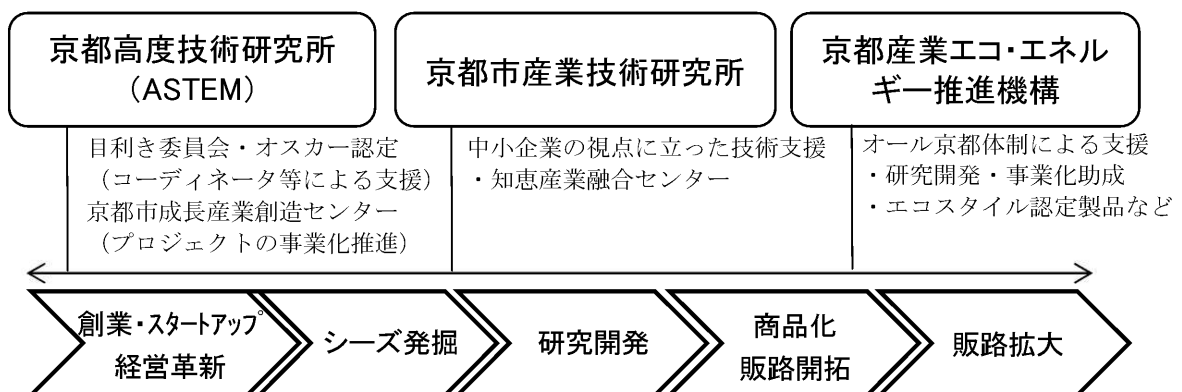 京都高度技術研究所
(ASTEM)
京都市産業技術研究所
京都産業エコ・エネル
ギー推進機構
目利き委員会・オスカー認定
（コーディネータ等による支援）
京都市成長産業創造センター
（プロジェクトの事業化推進）
中小企業の視点に立った技術支援
・知恵産業融合センター
オール京都体制による支援
・研究開発・事業化助成
・エコスタイル認定製品など
創業・スタートアップ
経営革新
シーズ発掘
研究開発
商品化
販路開拓
販路拡大